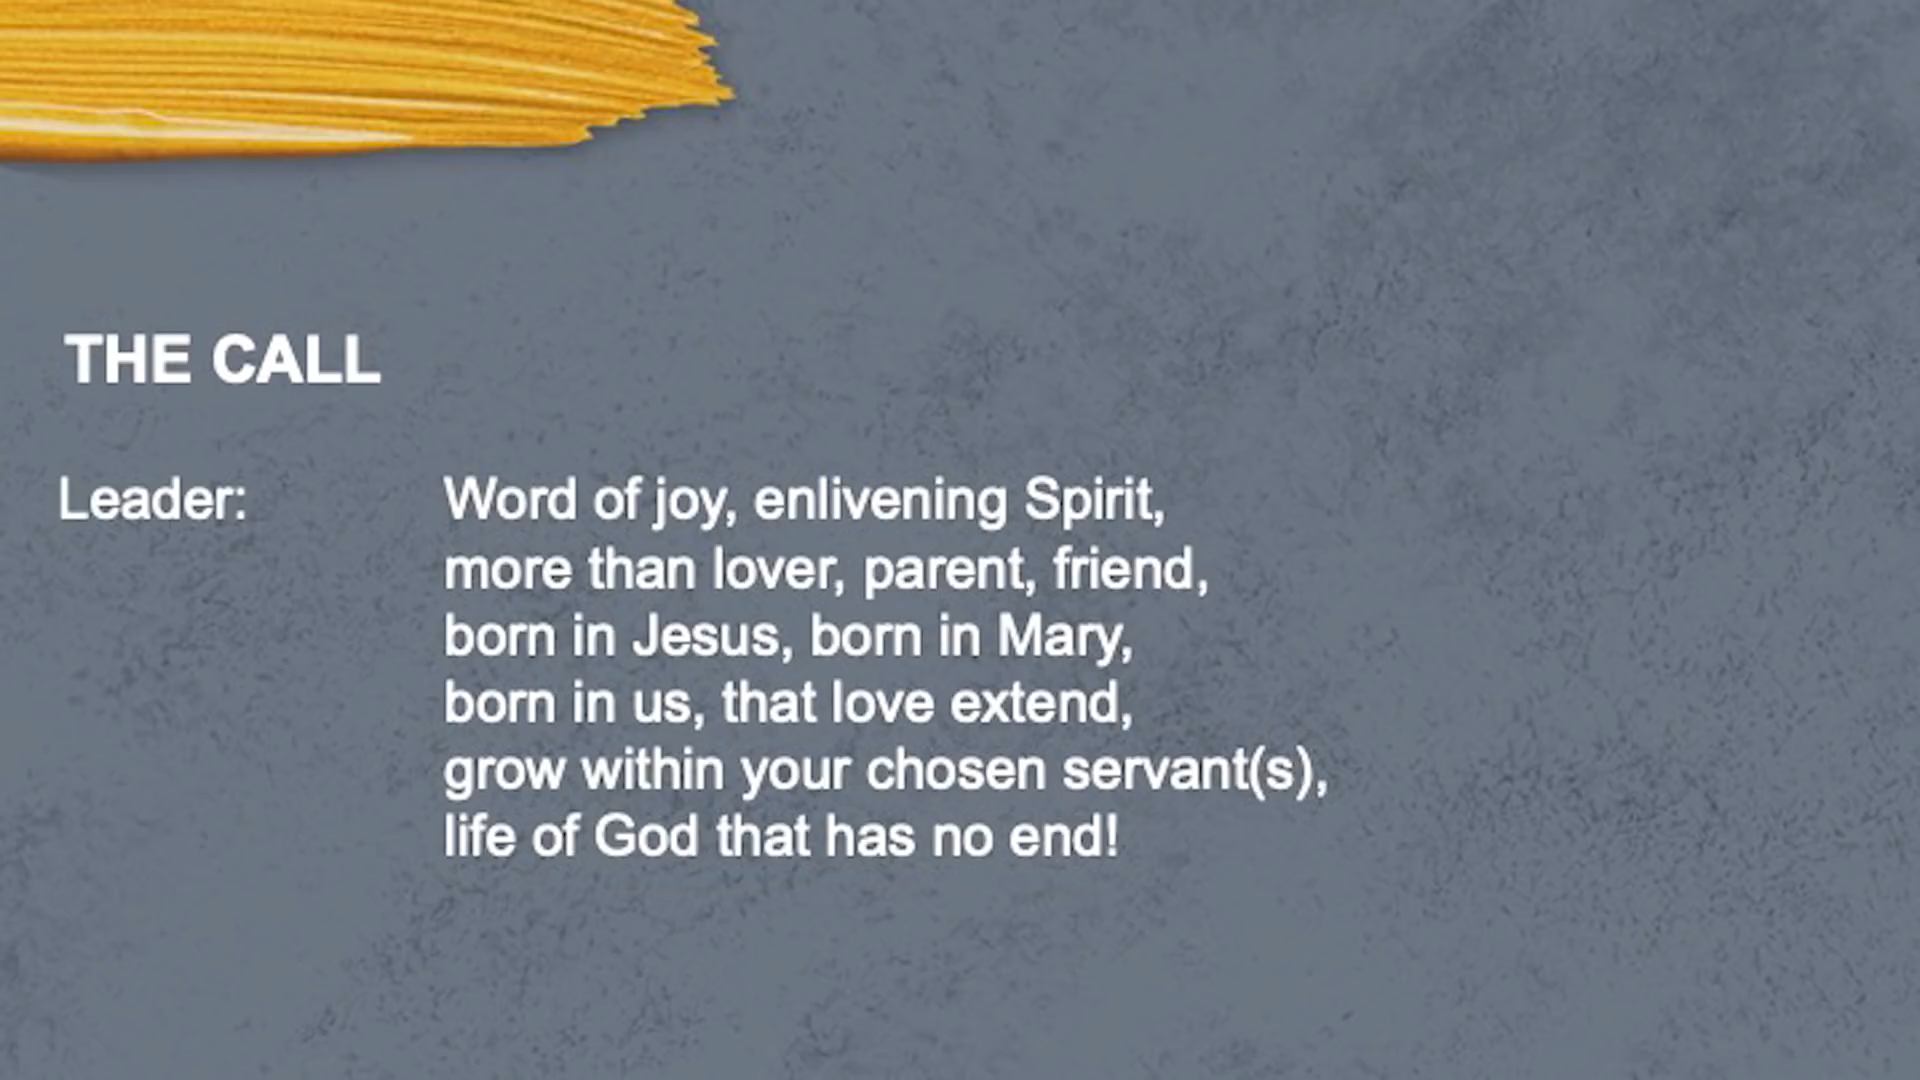 THE CALL
Leader: Word of joy, enlivening Spirit,
more than lover, parent, friend,
born in Jesus, born in Mary,
born in us, that love extend,
grow within your chosen servant(s),
life of God that has no end!